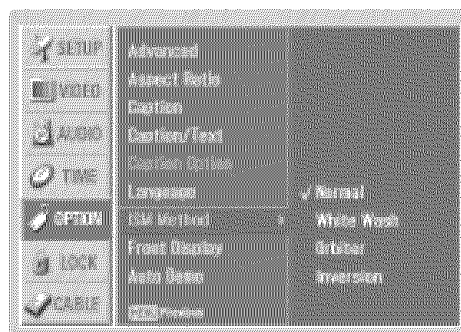 SETUP
VIDEO
AUDIO
TIME
OPTION
LOCK
CABLE
Advanced
Aspect Ratio
Caption
Caption/Text
Caption Option
Language
ISM Method
Front Display
Auto Demo
Previous
Normal
White Wash
Orbiter
Inversion